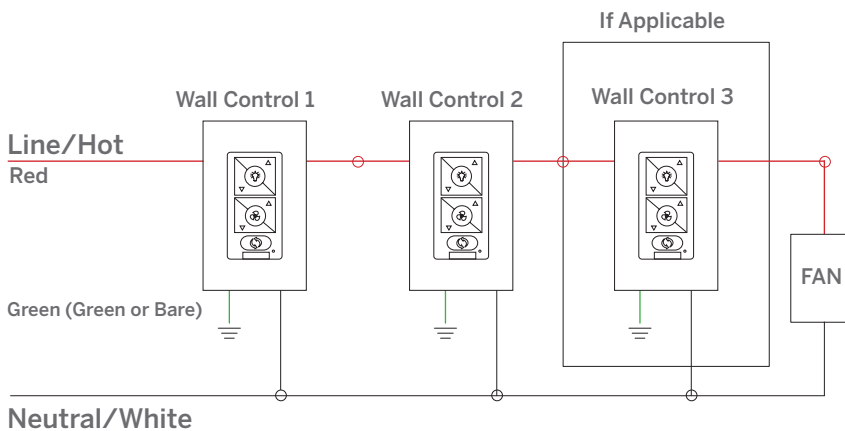 If Applicable
Wall Control 1
Wall Control 2
Wall Control 3
Line/Hot
Red
FAN
Green (Green or Bare)
Neutral/White